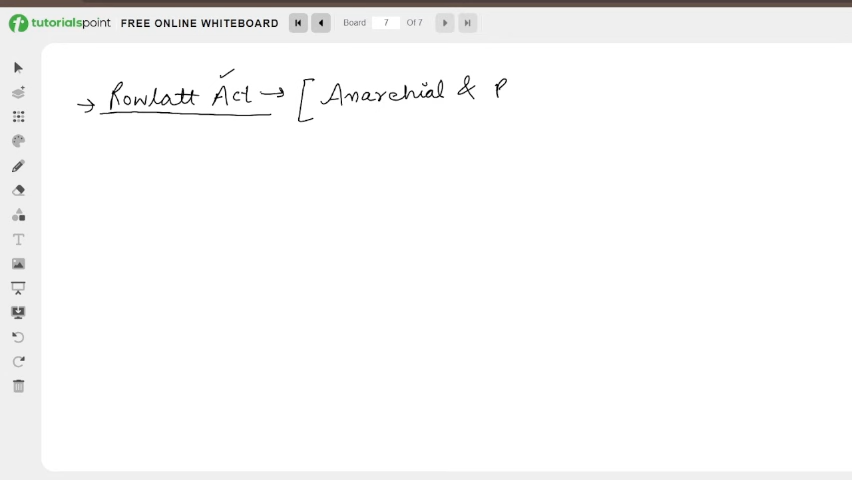 tutorialspoint FREE ONLINE WHITEBOARD Board 7 Of 7
→ Rowlatt Act → [ Anarchial &
T